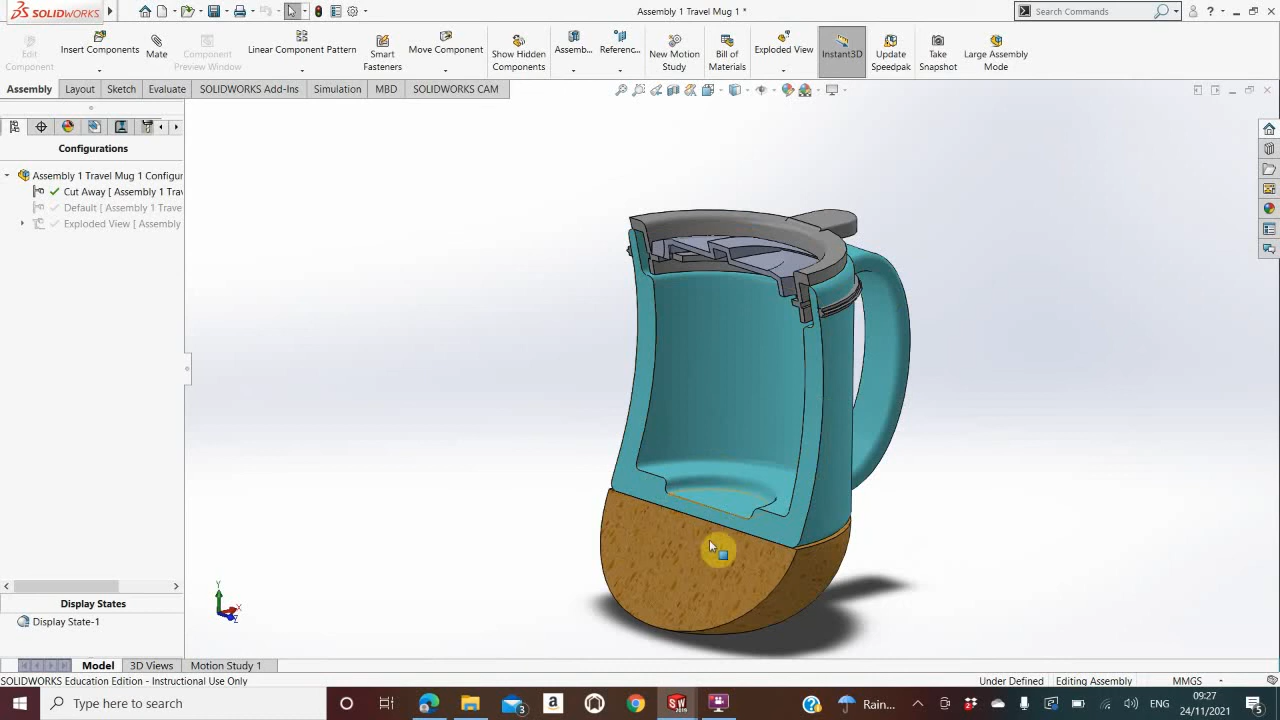 SOLIDWORKS
Assembly 1 Travel Mug 1 *
Search Commands
Edit
Component
Insert Components
Mate
Component
Preview Window
Linear Component Pattern
Smart
Fasteners
Move Component
Show Hidden
Components
Assemb...
Referenc...
New Motion
Study
Bill of
Materials
Exploded View
Instant3D
Update
Speedpak
Take
Snapshot
Large Assembly
Mode
Assembly
Layout
Sketch
Evaluate
SOLIDWORKS Add-Ins
Simulation
MBD
SOLIDWORKS CAM
Configurations
Assembly 1 Travel Mug 1 Configur
Cut Away [ Assembly 1 Trav
Default [ Assembly 1 Trave
Exploded View [ Assembly
Display States
Display State-1
Y
X
Z
Model
3D Views
Motion Study 1
SOLIDWORKS Education Edition - Instructional Use Only
Under Defined
Editing Assembly
MMGS
Type here to search
3
a
SW
2019
Rain...
ENG
09:27
24/11/2021
5